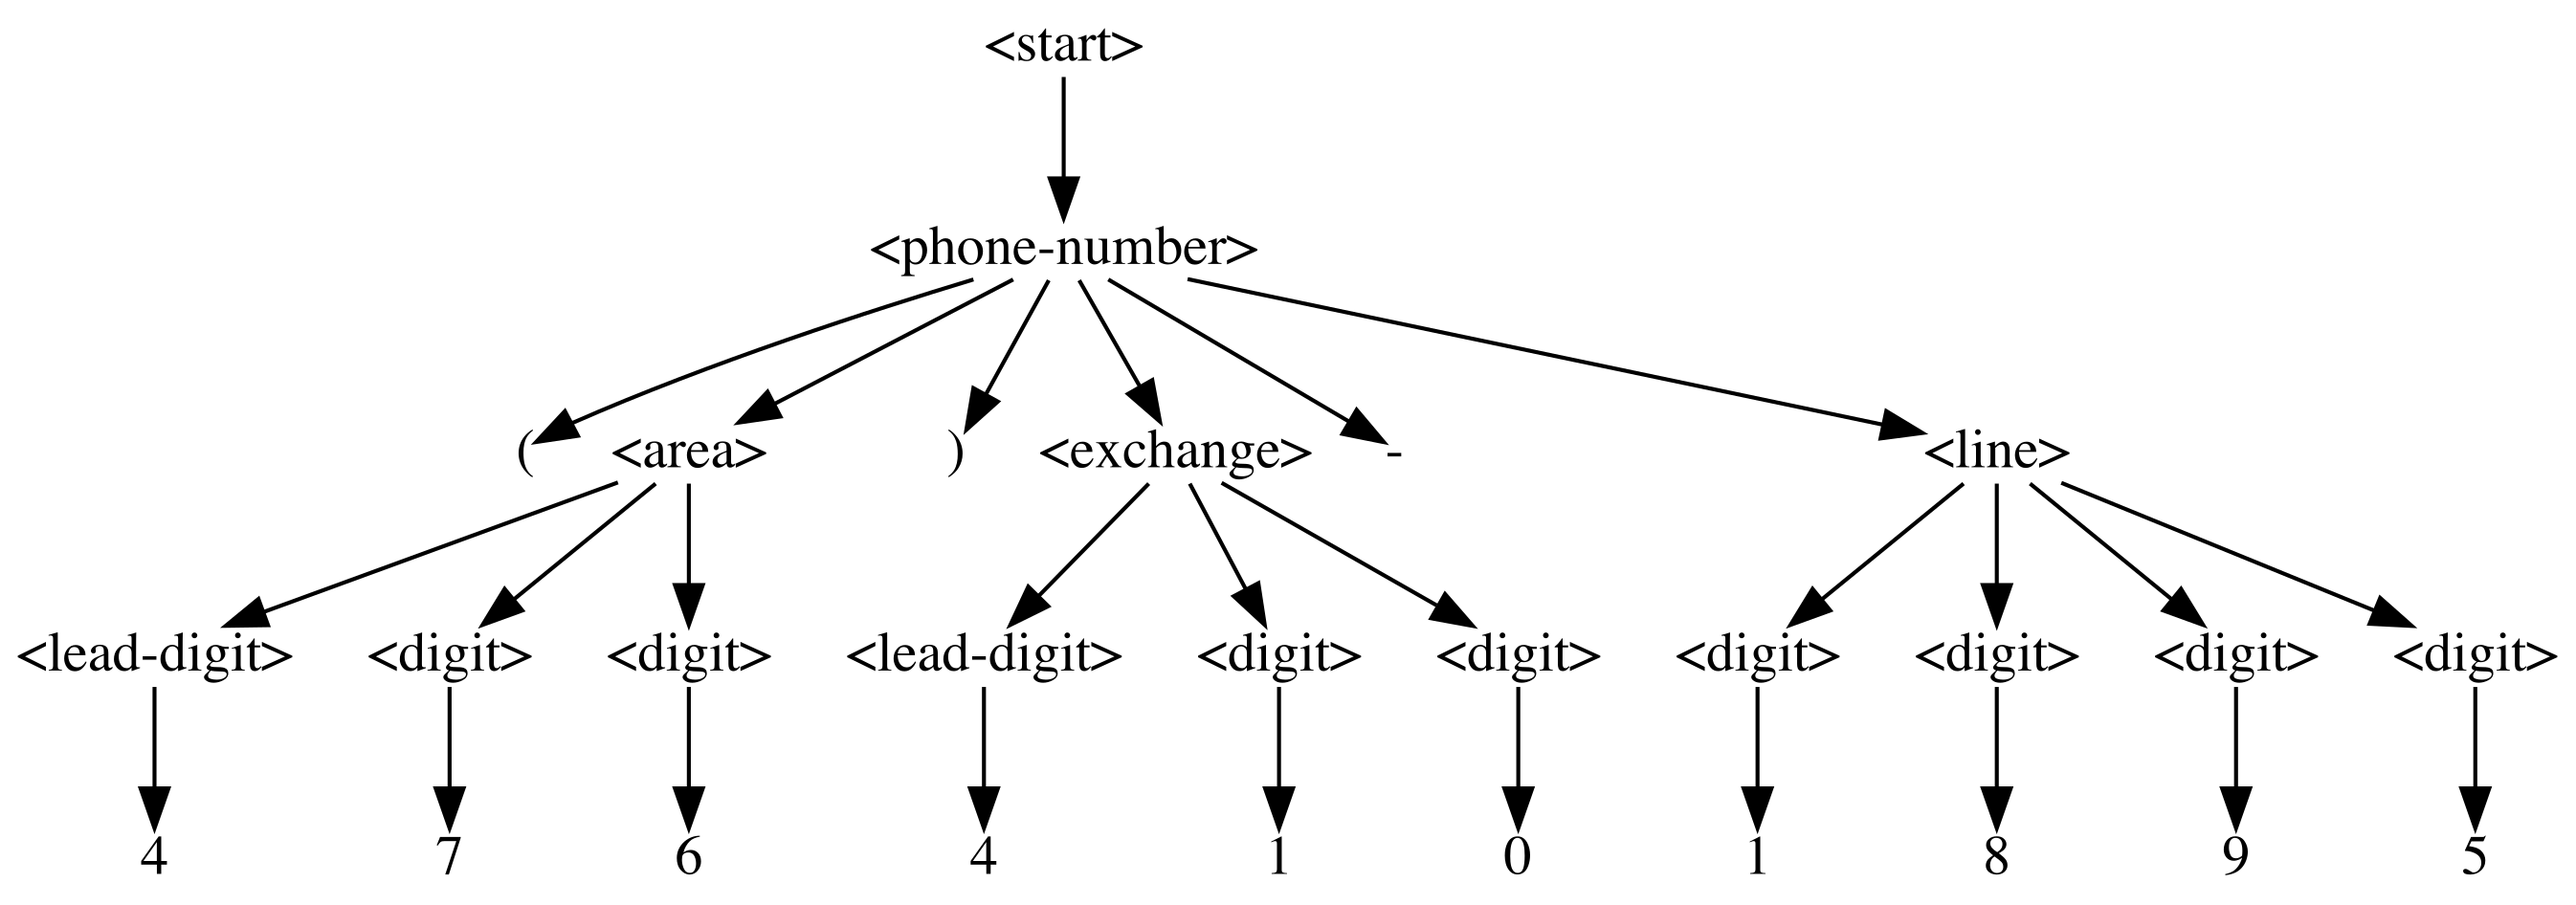 <start>
<phone-number>
( <area> ) <exchange> - <line>
<lead-digit> <digit> <digit> <lead-digit> <digit> <digit> <digit> <digit> <digit> <digit>
4 7 6 4 1 0 1 8 9 5